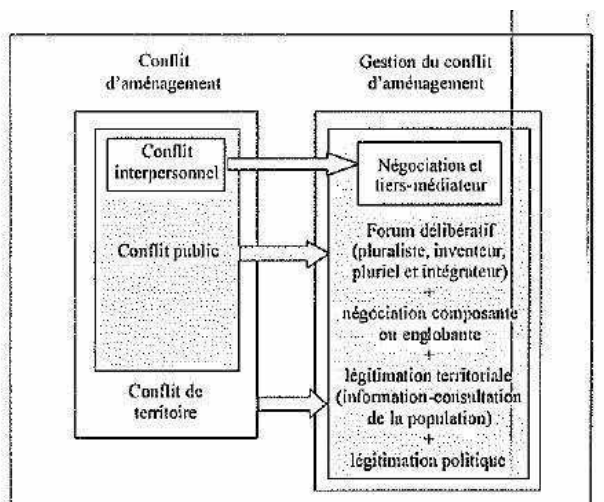 Conflit
d'aménagement
Gestion du conflit
d'aménagement
Conflit
interpersonnel
Négociation et
tiers-médiateur
Conflit public
Forum délibératif
(pluraliste, inventeur,
pluriel et intégrateur)
+
négociation composante
ou englobante
+
Conflit de
territoire
légitimation territoriale
(information-consultation
de la population)
+
légitimation politique